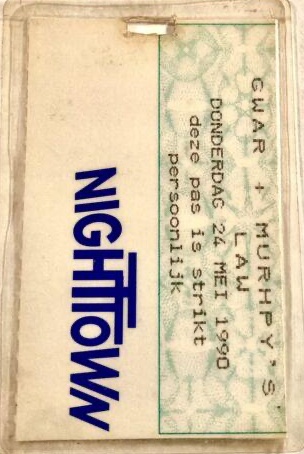 GWAR + MURHPY'S
LAW
DONDERDAG 24 MEI 1990
deze pas is strikt
persoonlijk
NIGHTTOWN